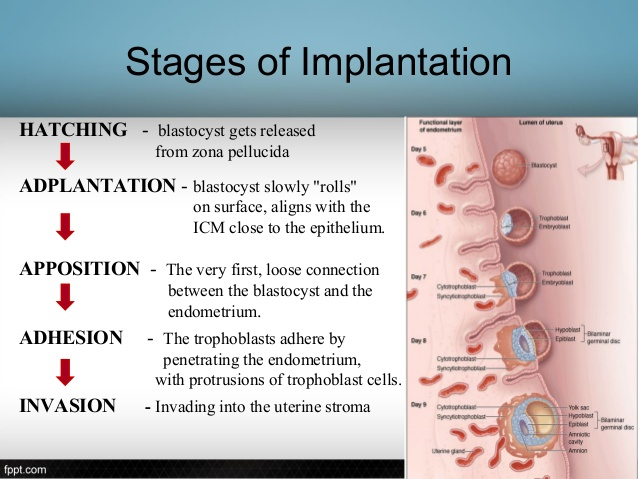 Stages of Implantation
HATCHING - blastocyst gets released
from zona pellucida
ADPLANTATION - blastocyst slowly "rolls"
on surface, aligns with the
ICM close to the epithelium.
APPOSITION - The very first, loose connection
between the blastocyst and the
endometrium.
ADHESION - The trophoblasts adhere by
penetrating the endometrium,
with protrusions of trophoblast cells.
INVASION - Invading into the uterine stroma
Functional layer
of endometrium
Lumen of uterus
Day 5
Blastocyst
Day 6
Trophoblast
Embryoblast
Day 7
Trophoblast
Embryoblast
Cytotrophoblast
Syncytiotrophoblast
Day 8
Cytotrophoblast
Syncytiotrophoblast
Hypoblast
Epiblast
Bilaminar
germinal disc
Day 9
Cytotrophoblast
Syncytiotrophoblast
Uterine gland
Yolk sac
Hypoblast
Epiblast
Bilaminar
germinal disc
Amniotic
cavity
Amnion
fppt.com